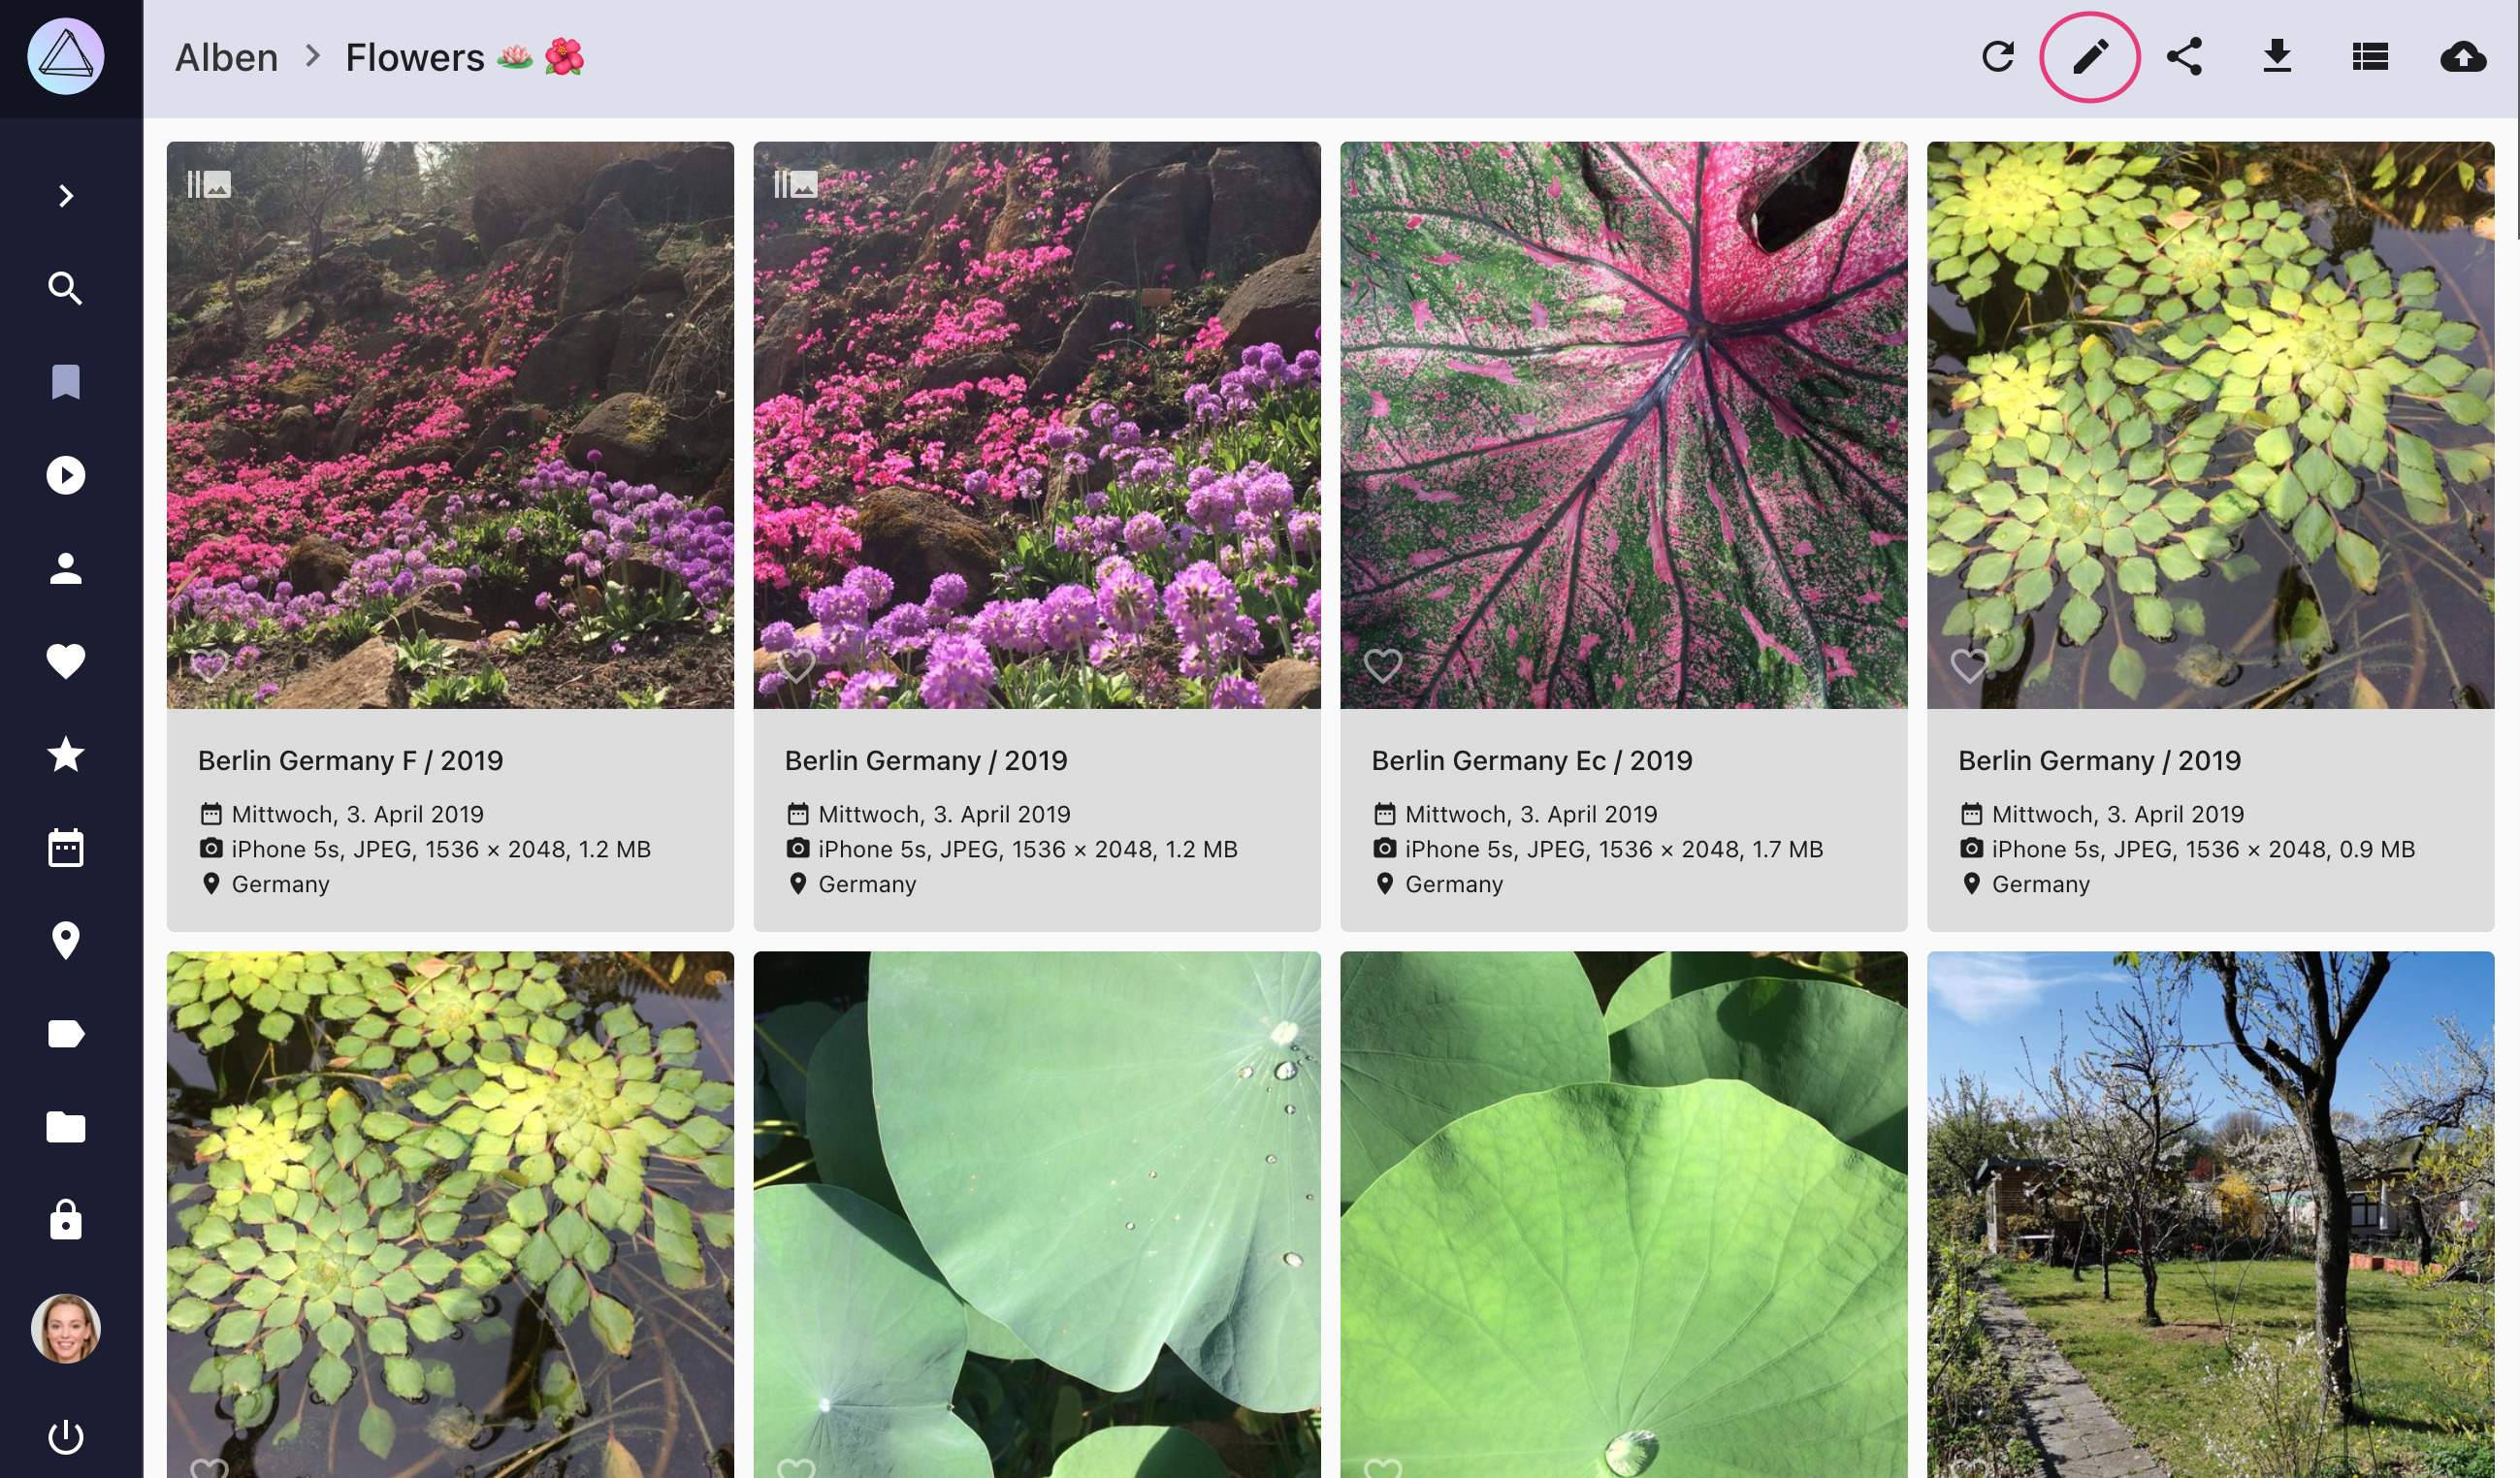 Alben > Flowers 🪷 🌺
Berlin Germany F / 2019
Mittwoch, 3. April 2019
iPhone 5s, JPEG, 1536 × 2048, 1.2 MB
Germany
Berlin Germany / 2019
Mittwoch, 3. April 2019
iPhone 5s, JPEG, 1536 × 2048, 1.2 MB
Germany
Berlin Germany Ec / 2019
Mittwoch, 3. April 2019
iPhone 5s, JPEG, 1536 × 2048, 1.7 MB
Germany
Berlin Germany / 2019
Mittwoch, 3. April 2019
iPhone 5s, JPEG, 1536 × 2048, 0.9 MB
Germany